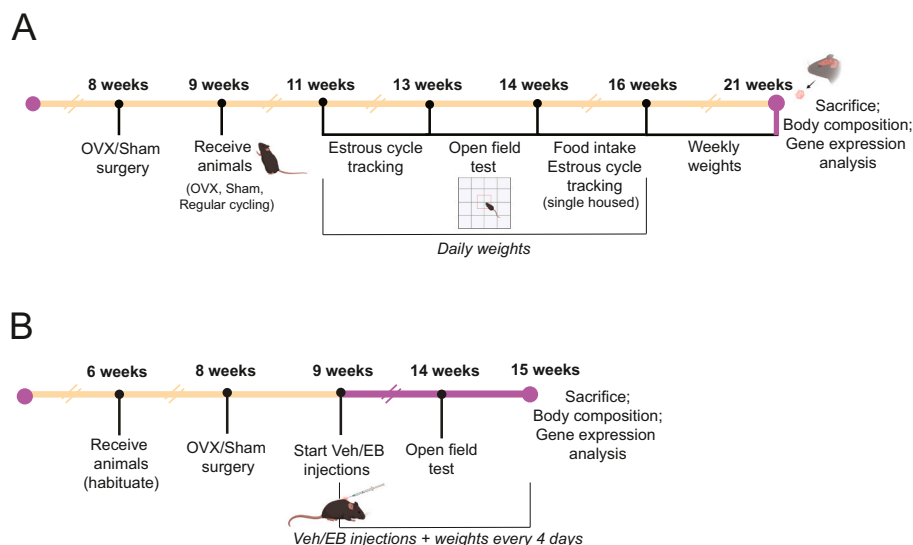 A
8 weeks
9 weeks
11 weeks
13 weeks
14 weeks
16 weeks
21 weeks
OVX/Sham
surgery
Receive
animals
(OVX, Sham,
Regular cycling)
Estrous cycle
tracking
Open field
test
Food intake
Estrous cycle
tracking
(single housed)
Weekly
weights
Sacrifice;
Body composition;
Gene expression
analysis
Daily weights
B
6 weeks
8 weeks
9 weeks
14 weeks
15 weeks
Receive
animals
(habituate)
OVX/Sham
surgery
Start Veh/EB
injections
Open field
test
Sacrifice;
Body composition;
Gene expression
analysis
Veh/EB injections + weights every 4 days